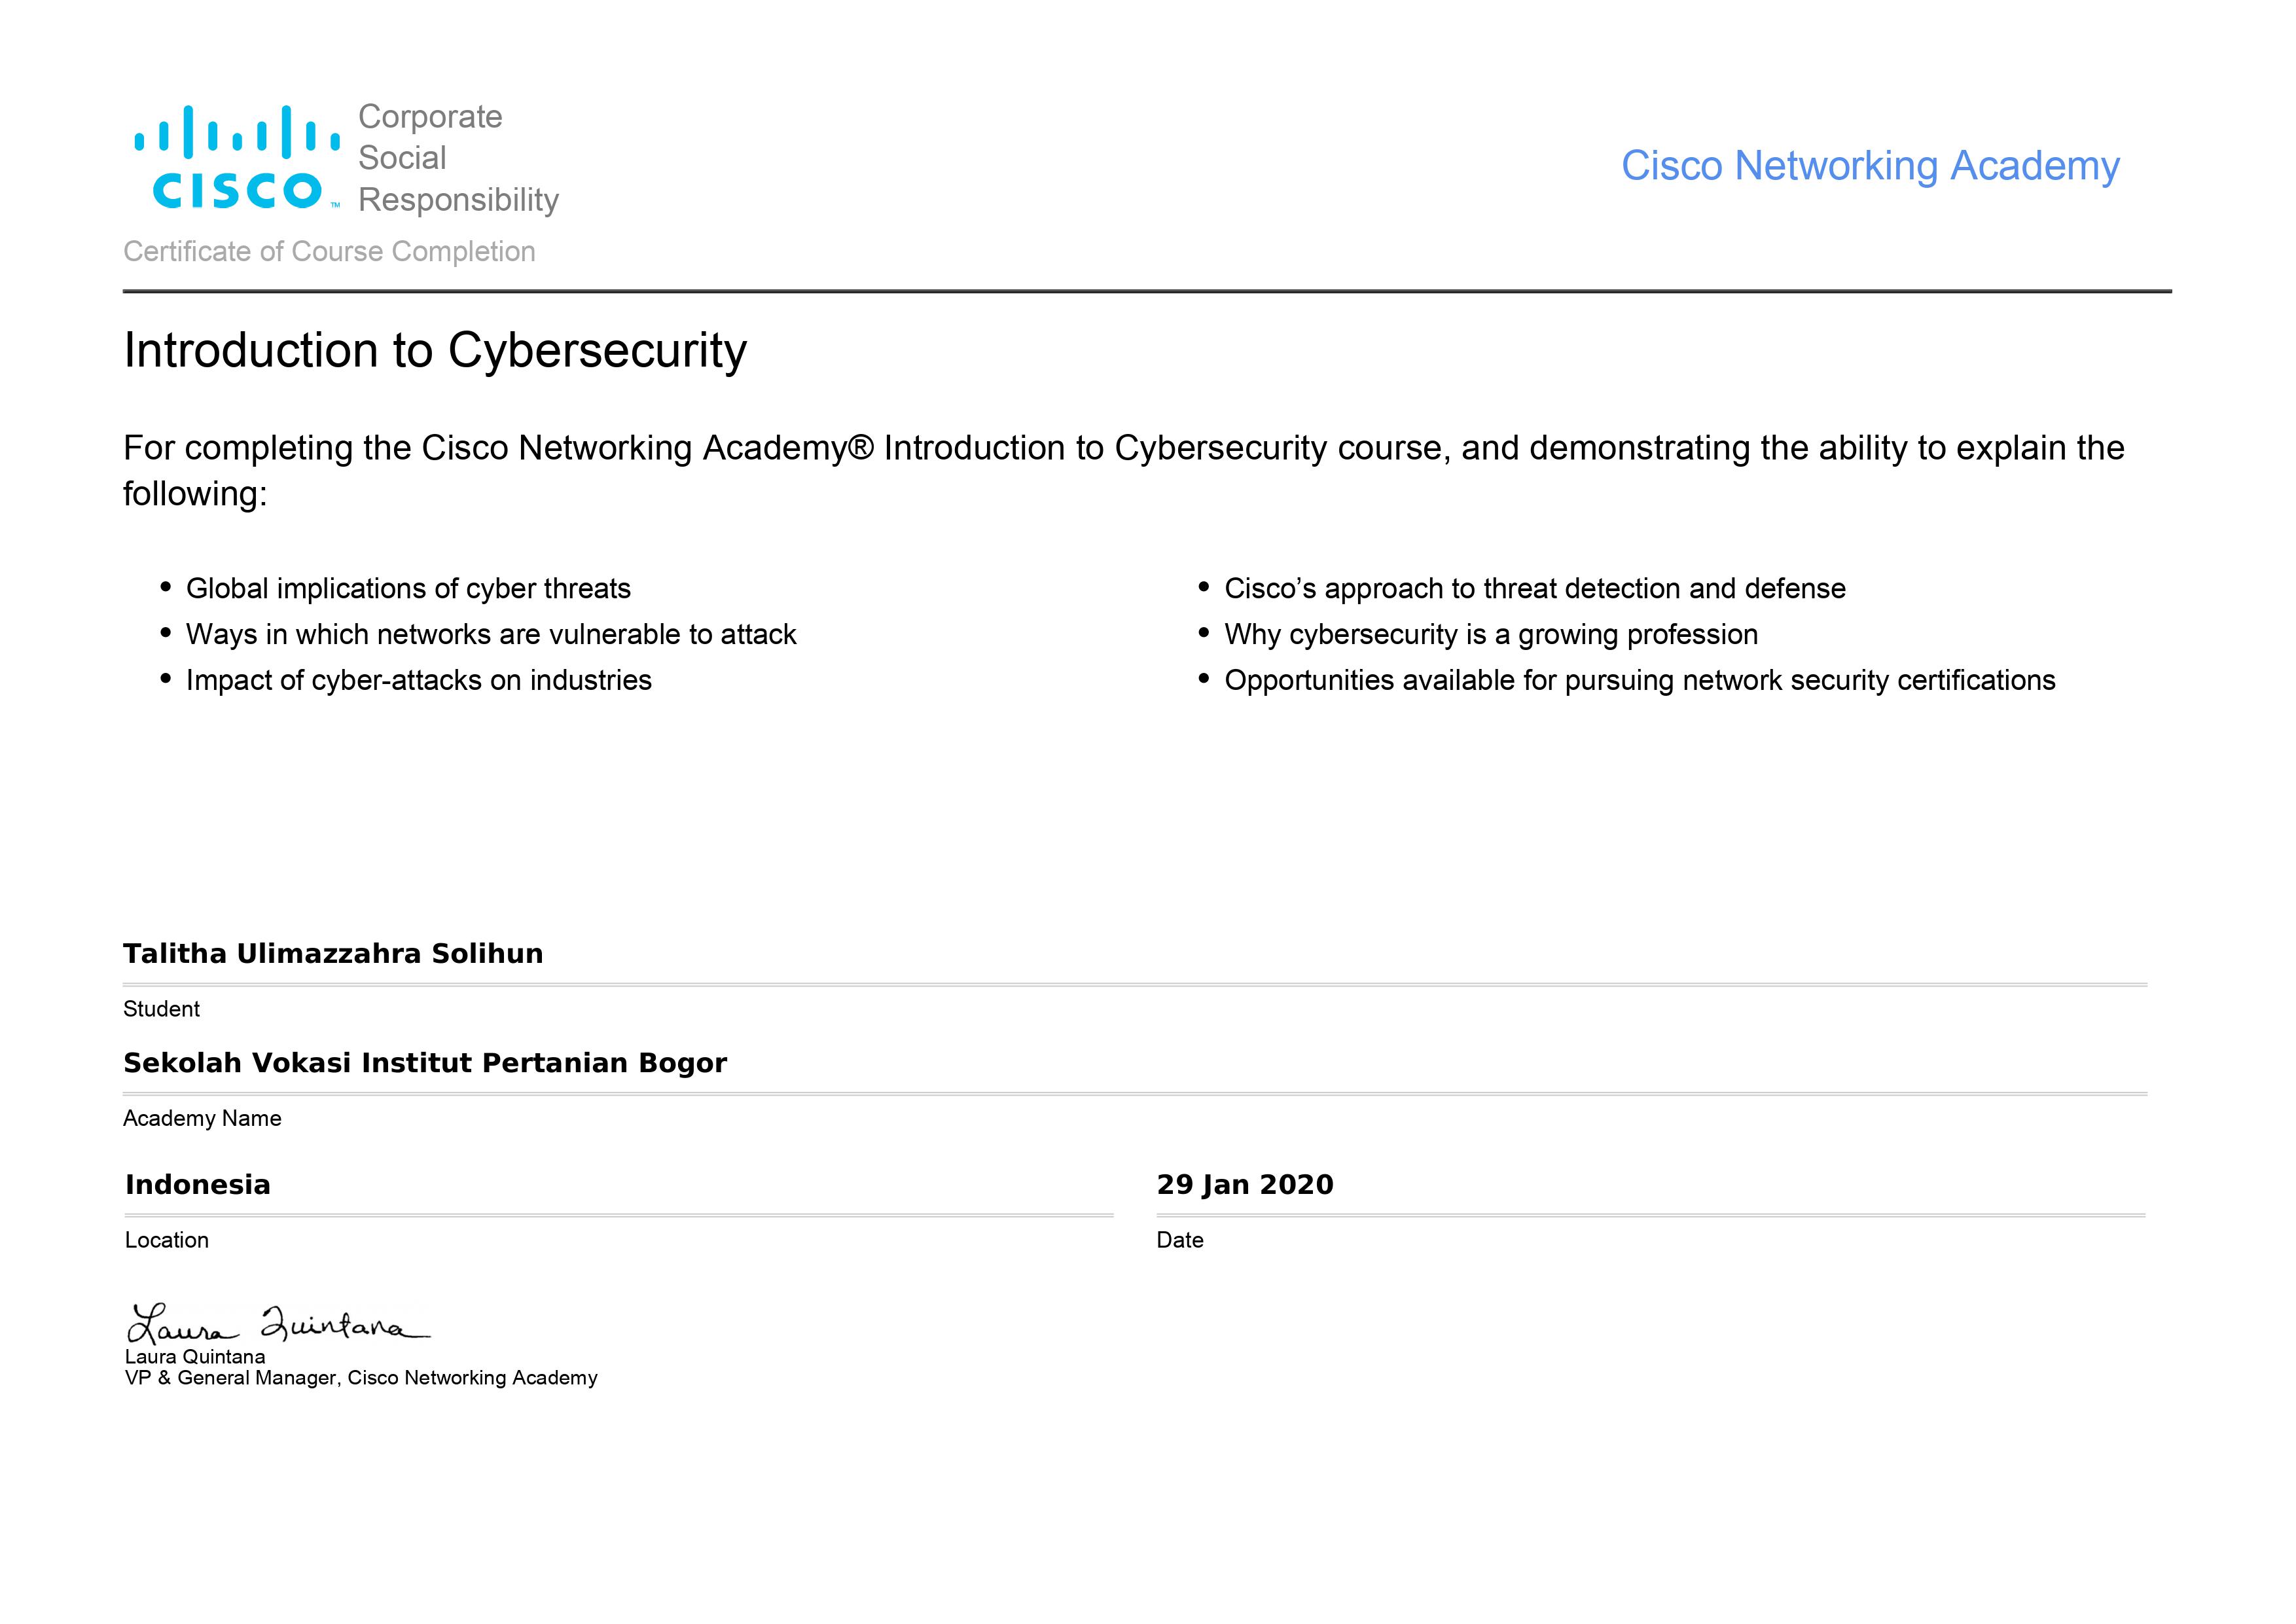 Corporate
Social
Responsibility
CISCO™
Cisco Networking Academy
Certificate of Course Completion
Introduction to Cybersecurity
For completing the Cisco Networking Academy® Introduction to Cybersecurity course, and demonstrating the ability to explain the
following:
• Global implications of cyber threats
• Ways in which networks are vulnerable to attack
• Impact of cyber-attacks on industries
• Cisco’s approach to threat detection and defense
• Why cybersecurity is a growing profession
• Opportunities available for pursuing network security certifications
Talitha Ulimazzahra Solihun
Student
Sekolah Vokasi Institut Pertanian Bogor
Academy Name
Indonesia
Location
29 Jan 2020
Date
Laura Quintana
Laura Quintana
VP & General Manager, Cisco Networking Academy